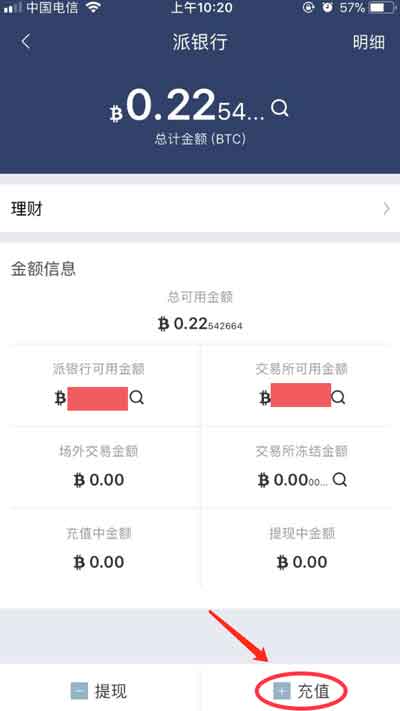 中国电信 上午10:20 57%
派银行 明细
₿0.2254...
总计金额 (BTC)
理财
金额信息
总可用金额
₿ 0.22542664
派银行可用金额 交易所可用金额
₿ ₿
场外交易金额 交易所冻结金额
₿ 0.00 ₿ 0.0000...
充值中金额 提现中金额
₿ 0.00 ₿ 0.00
提现 充值